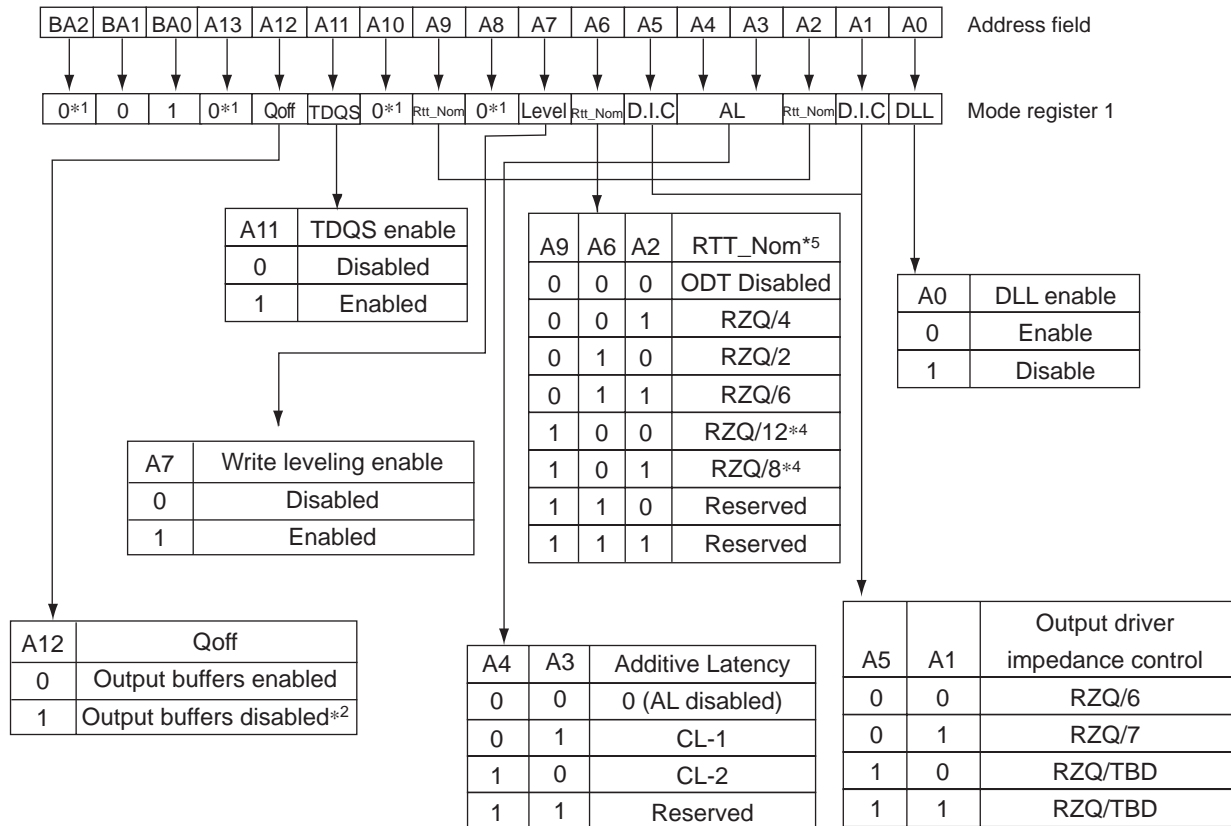 BA2 BA1 BA0 A13 A12 A11 A10 A9 A8 A7 A6 A5 A4 A3 A2 A1 A0 Address field
0*1 0 1 0*1 Qoff TDQS 0*1 Rtt_Nom 0*1 Level Rtt_Nom D.I.C AL Rtt_Nom D.I.C DLL Mode register 1
A11 TDQS enable
0 Disabled
1 Enabled
A9 A6 A2 RTT_Nom*5
0 0 0 ODT Disabled
0 0 1 RZQ/4
0 1 0 RZQ/2
0 1 1 RZQ/6
1 0 0 RZQ/12*4
1 0 1 RZQ/8*4
1 1 0 Reserved
1 1 1 Reserved
A0 DLL enable
0 Enable
1 Disable
A7 Write leveling enable
0 Disabled
1 Enabled
A12 Qoff
0 Output buffers enabled
1 Output buffers disabled*2
A4 A3 Additive Latency
0 0 0 (AL disabled)
0 1 CL-1
1 0 CL-2
1 1 Reserved
Output driver
A5 A1 impedance control
0 0 RZQ/6
0 1 RZQ/7
1 0 RZQ/TBD
1 1 RZQ/TBD